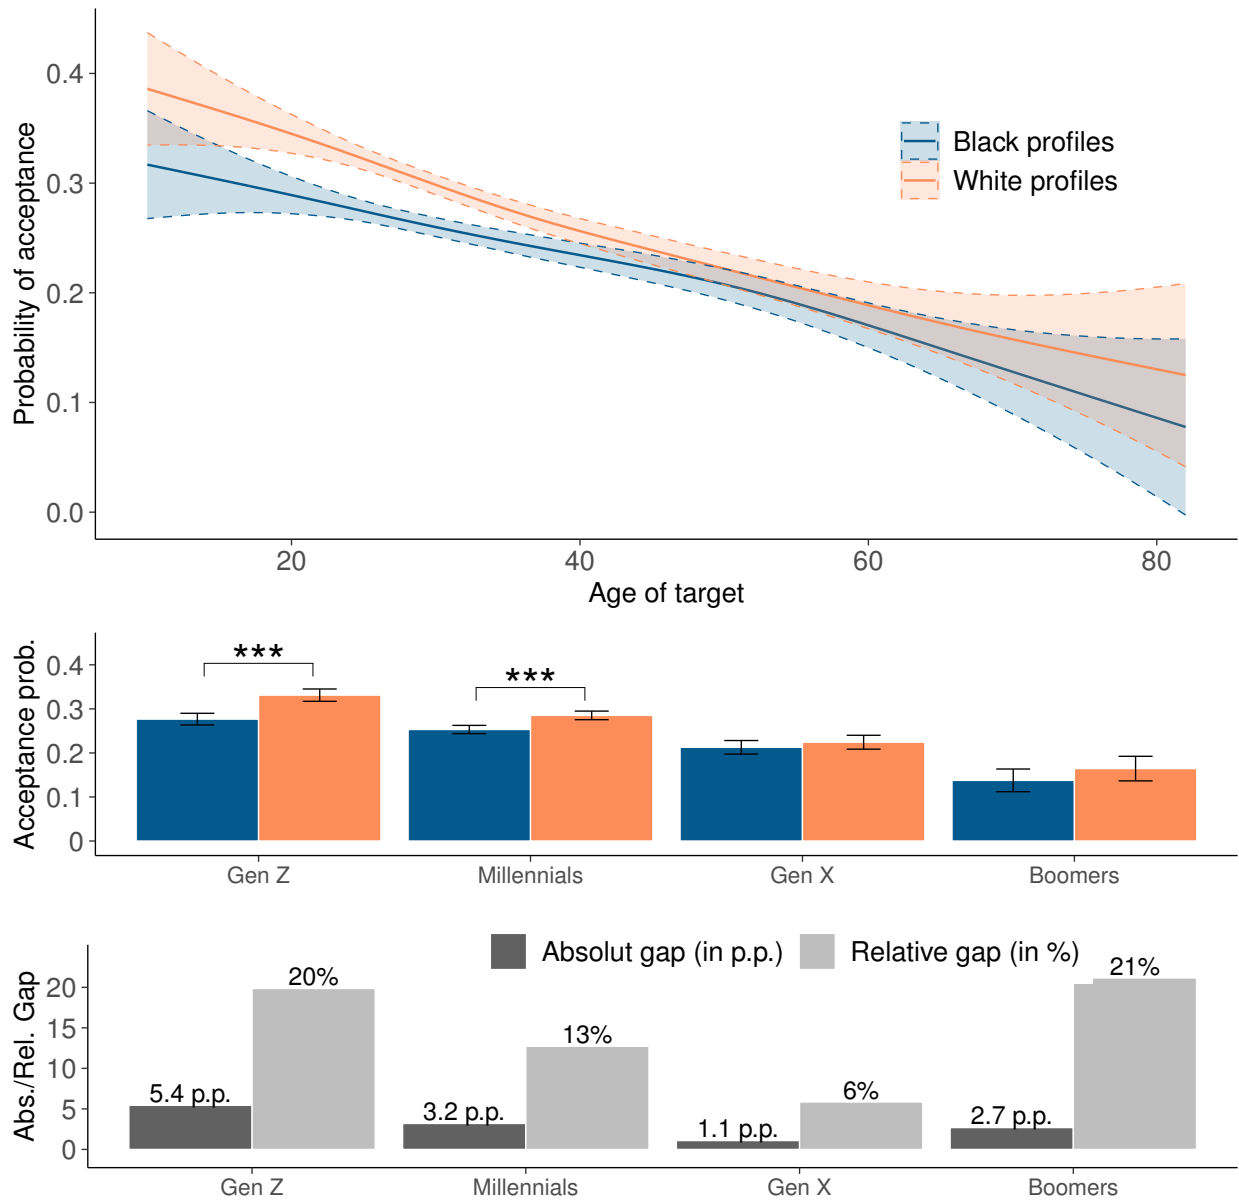 Probability of acceptance
0.4
0.3
0.2
0.1
0.0
Black profiles
White profiles
20 40 60 80
Age of target
Acceptance prob.
0.4
0.3
0.2
0.1
0
***
***
Gen Z Millennials Gen X Boomers
Abs./Rel. Gap
20
15
10
5
0
Absolut gap (in p.p.) Relative gap (in %)
5.4 p.p. 20% 3.2 p.p. 13% 1.1 p.p. 6% 2.7 p.p. 21%
Gen Z Millennials Gen X Boomers